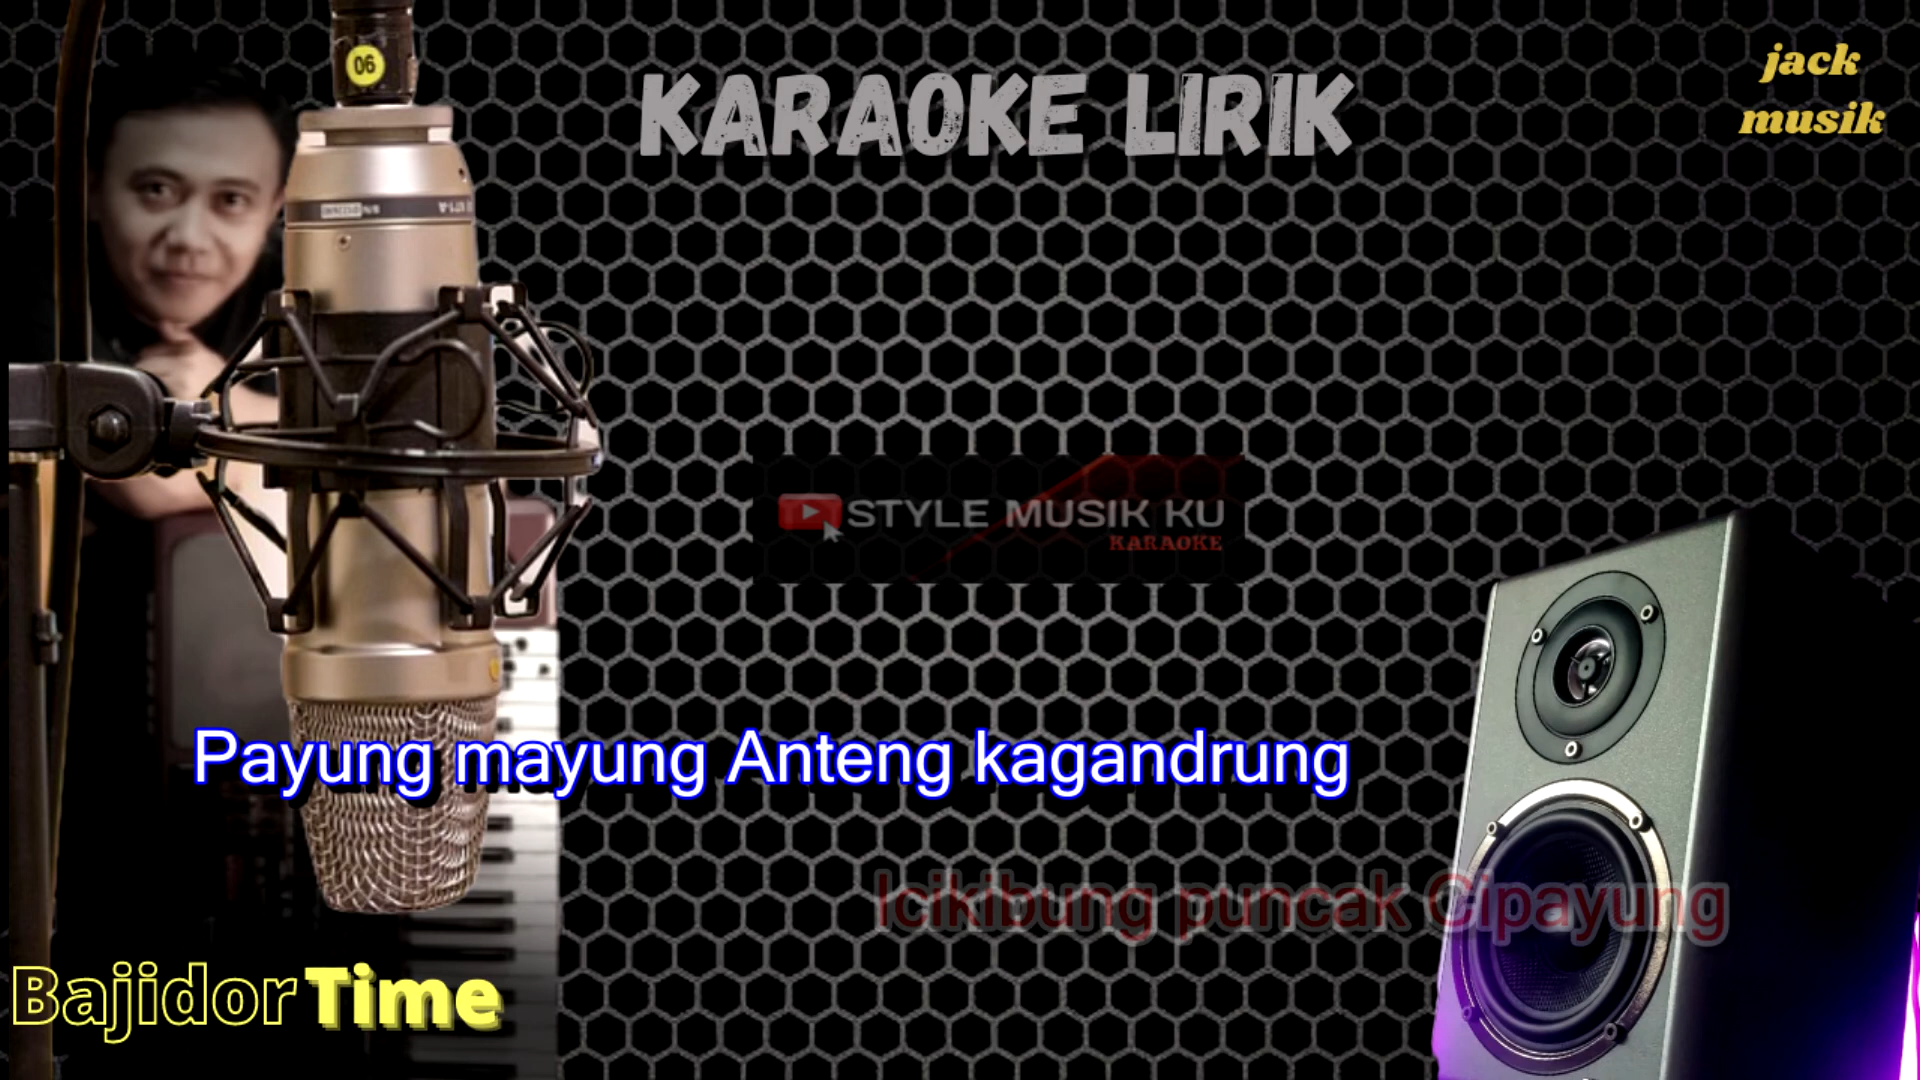 06
KARAOKE LIRIK
jack
musik
STYLE MUSIK KU
KARAOKE
Payung mayung Anteng kagandrung
Icikibung puncak Cipayung
Bajidor Time